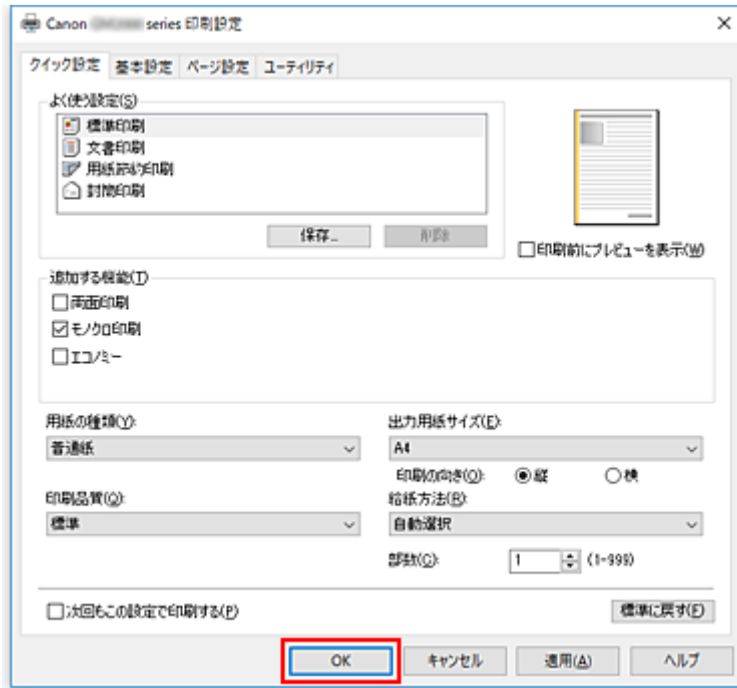 Canon series 印刷設定
クイック設定 基本設定 ページ設定 ユーティリティ
よく使う設定(S)
標準印刷
文書印刷
用紙節約印刷
封筒印刷
保存... 削除
印刷前にプレビューを表示(W)
追加する機能(T)
両面印刷
モノクロ印刷
エコノミー
用紙の種類(Y):
普通紙
出力用紙サイズ(E):
A4
印刷の向き(O): 縦 横
印刷品質(Q):
標準
給紙方法(R):
自動選択
部数(C): 1 (1-999)
次回もこの設定で印刷する(P)
標準に戻す(F)
OK キャンセル 適用(A) ヘルプ